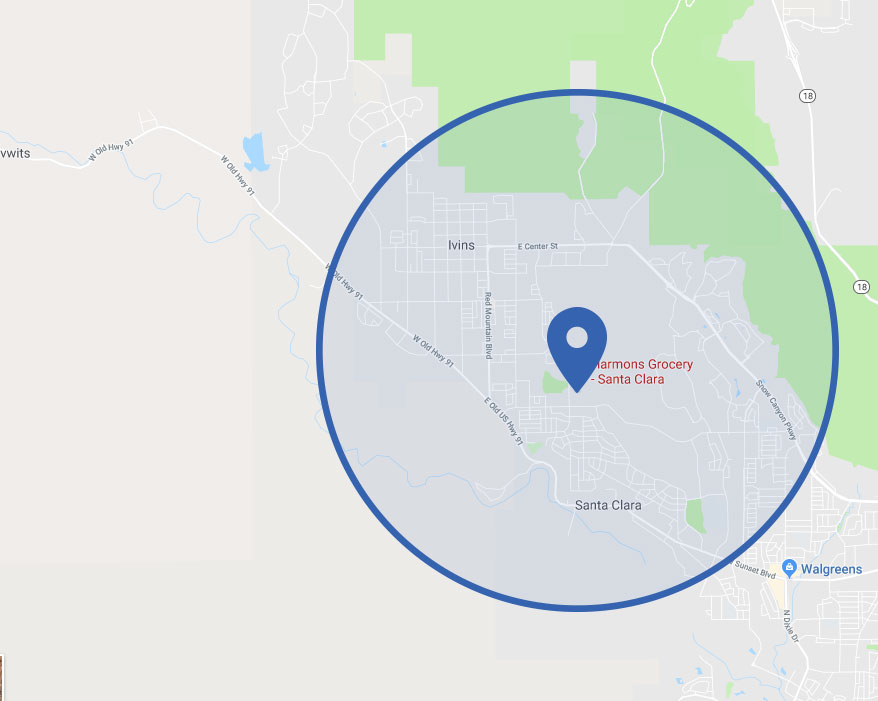 18
W Old Hwy 91
vwits
W Old Hwy 91
Ivins
E Center St
W Old Hwy 91
18
Red Mountain Blvd
W Old Hwy 91
Harmons Grocery
- Santa Clara
Snow Canyon Pkwy
E Old US Hwy 91
Santa Clara
Sunset Blvd
Walgreens
N Dixie Dr